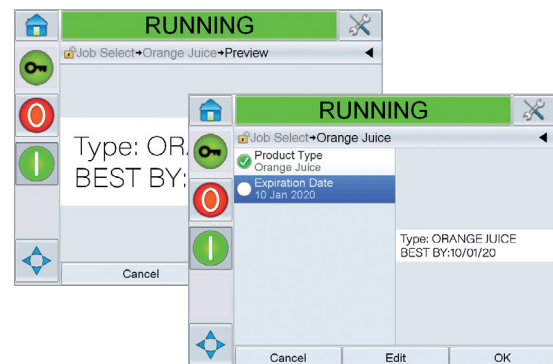 RUNNING
Job Select→Orange Juice→Preview
Type: OR
BEST BY:
Cancel
RUNNING
Job Select→Orange Juice
Product Type
Orange Juice
Expiration Date
10 Jan 2020
Type: ORANGE JUICE
BEST BY:10/01/20
Cancel Edit OK